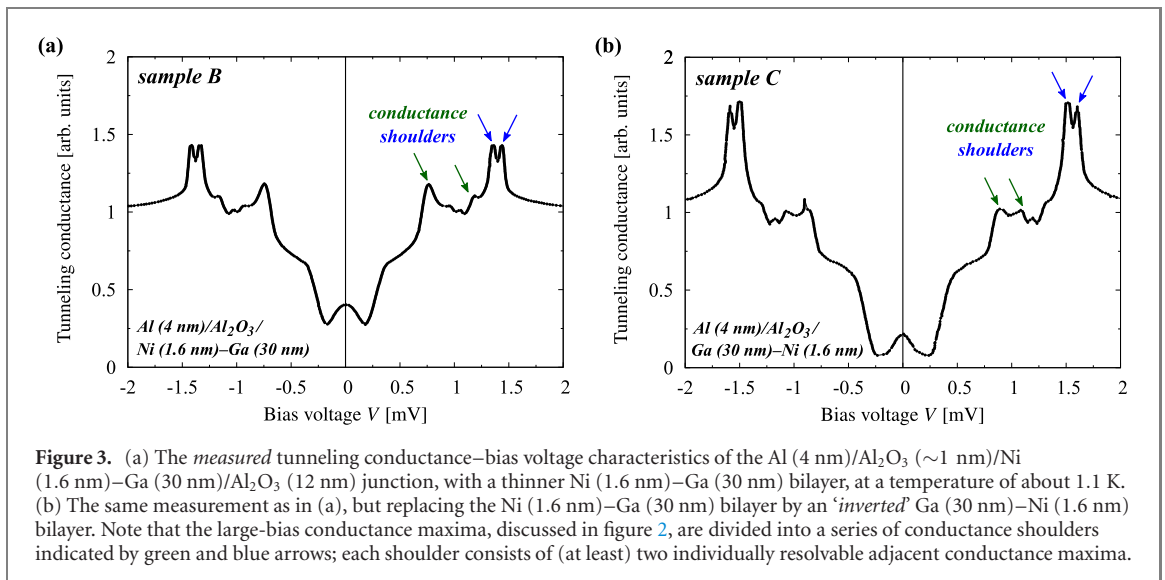 (a)
2
1.5
1
0.5
0
-2
-1.5
-1
-0.5
0
0.5
1
1.5
2
Tunneling conductance [arb. units]
Bias voltage V [mV]
sample B
conductance
shoulders
Al (4 nm)/Al₂O₃/
Ni (1.6 nm)–Ga (30 nm)
(b)
2
1.5
1
0.5
0
-2
-1.5
-1
-0.5
0
0.5
1
1.5
2
Tunneling conductance [arb. units]
Bias voltage V [mV]
sample C
conductance
shoulders
Al (4 nm)/Al₂O₃/
Ga (30 nm)–Ni (1.6 nm)
Figure 3. (a) The measured tunneling conductance–bias voltage characteristics of the Al (4 nm)/Al₂O₃ (∼1 nm)/Ni
(1.6 nm)–Ga (30 nm)/Al₂O₃ (12 nm) junction, with a thinner Ni (1.6 nm)–Ga (30 nm) bilayer, at a temperature of about 1.1 K.
(b) The same measurement as in (a), but replacing the Ni (1.6 nm)–Ga (30 nm) bilayer by an ‘inverted’ Ga (30 nm)–Ni (1.6 nm)
bilayer. Note that the large-bias conductance maxima, discussed in figure 2, are divided into a series of conductance shoulders
indicated by green and blue arrows; each shoulder consists of (at least) two individually resolvable adjacent conductance maxima.